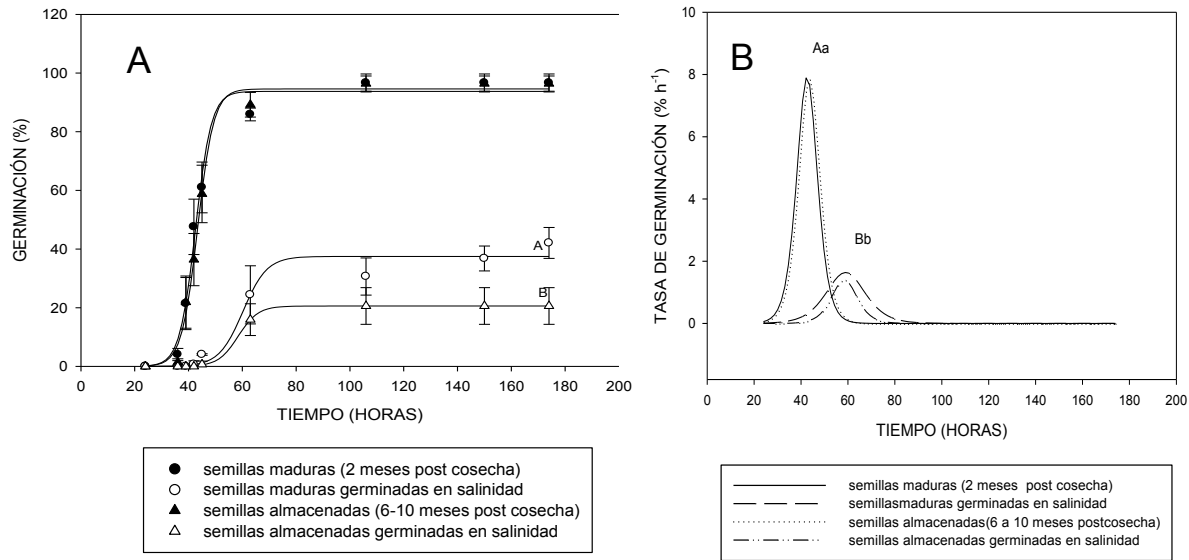 A
GERMINACIÓN (%)
120
100
80
60
40
20
0
A
B
0 20 40 60 80 100 120 140 160 180 200
TIEMPO (HORAS)
semillas maduras (2 meses post cosecha)
semillas maduras germinadas en salinidad
semillas almacenadas (6-10 meses post cosecha)
semillas almacenadas germinadas en salinidad
B
TASA DE GERMINACIÓN (% h⁻¹)
10
8
6
4
2
0
Aa
Bb
0 20 40 60 80 100 120 140 160 180 200
TIEMPO (HORAS)
semillas maduras (2 meses post cosecha)
semillasmaduras germinadas en salinidad
semillas almacenadas(6 a 10 meses postcosecha)
semillas almacenadas germinadas en salinidad